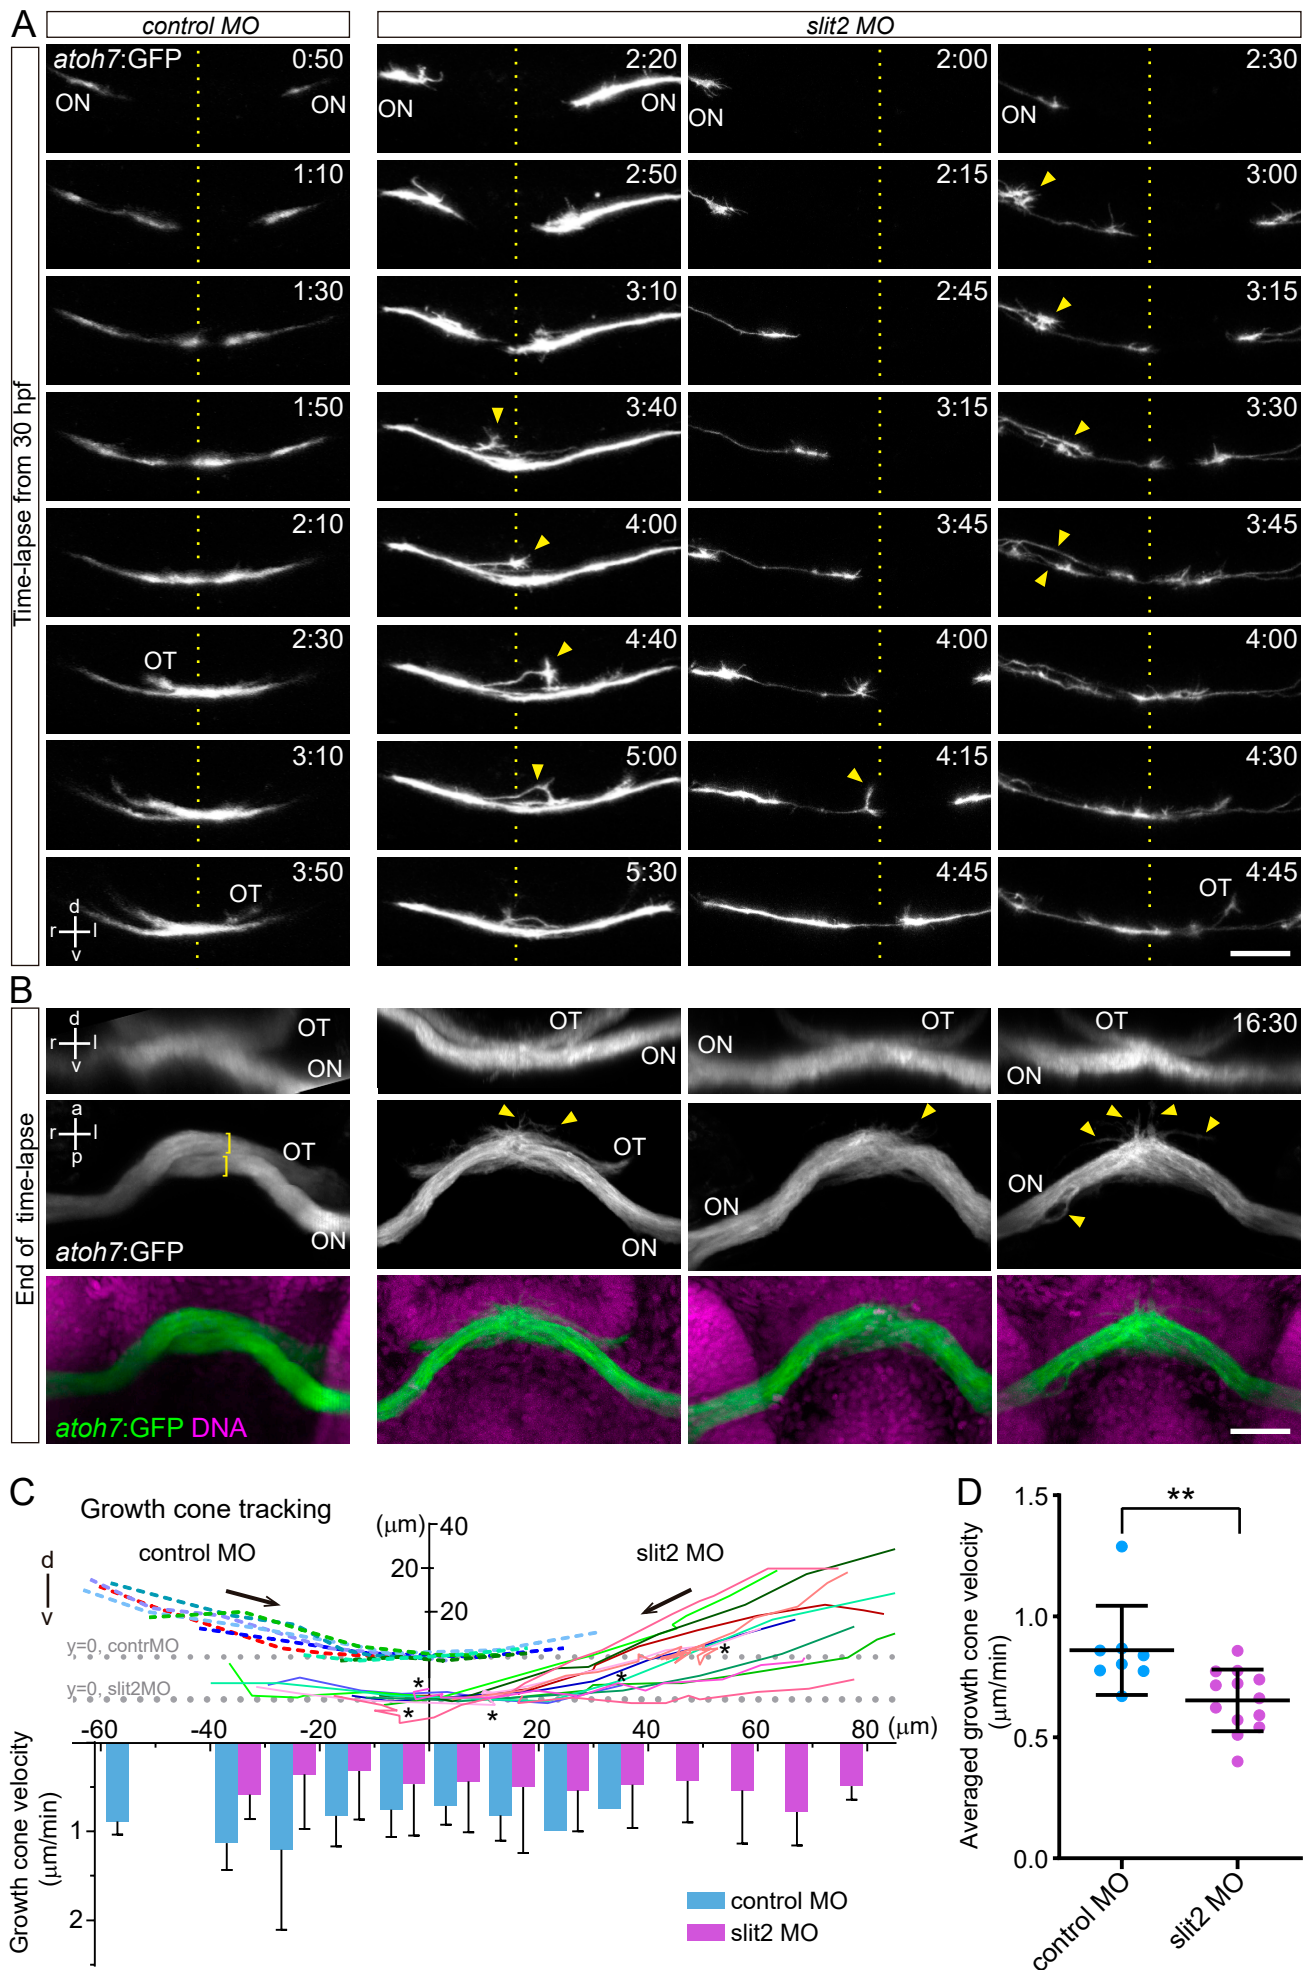 A
control MO
slit2 MO
Time-lapse from 30 hpf
atoh7:GFP 0:50
ON ON
2:20
ON ON
2:00
ON
2:30
ON
1:10
2:50
2:15
3:00
1:30
3:10
2:45
3:15
1:50
3:40
3:15
3:30
2:10
4:00
3:45
3:45
2:30
OT
4:40
4:00
4:00
3:10
5:00
4:15
4:30
3:50
OT
d
r l
v
5:30
4:45
4:45
OT
B
End of time-lapse
d
r l
v
OT
ON
OT
ON
OT
ON
OT 16:30
ON
a
r l
p
OT
ON
atoh7:GFP
OT
ON
ON
ON
atoh7:GFP DNA
C
Growth cone tracking
control MO
slit2 MO
d
v
(µm)
40
20
20
y=0, contrMO
y=0, slit2MO
* * * * *
-60 -40 -20 0 20 40 60 80
(µm)
Growth cone velocity
(µm/min)
1
2
control MO
slit2 MO
D
**
Averaged growth cone velocity
(µm/min)
1.5
1.0
0.5
0.0
control MO
slit2 MO